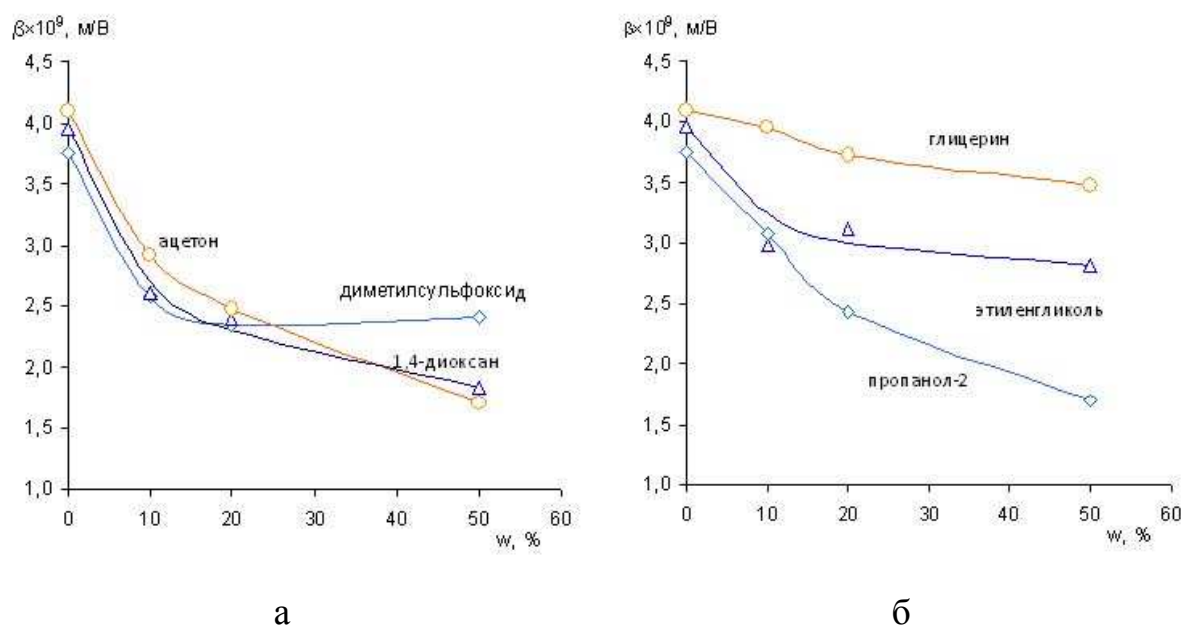 β×10⁹, м/В
4,5
4,0
3,5
3,0
2,5
2,0
1,5
1,0
0 10 20 30 40 50 60
w, %
ацетон
диметилсульфоксид
1,4-диоксан
а
β×10⁹, м/В
4,5
4,0
3,5
3,0
2,5
2,0
1,5
1,0
0 10 20 30 40 50 60
w, %
глицерин
этиленгликоль
пропанол-2
б